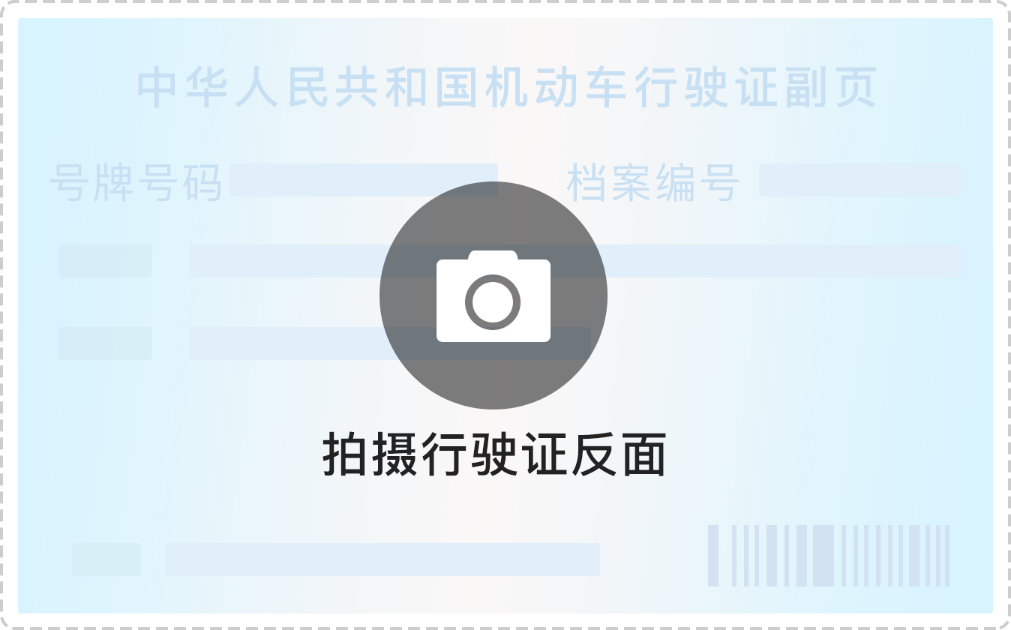 中华人民共和国机动车行驶证副页
号牌号码 档案编号
拍摄行驶证反面